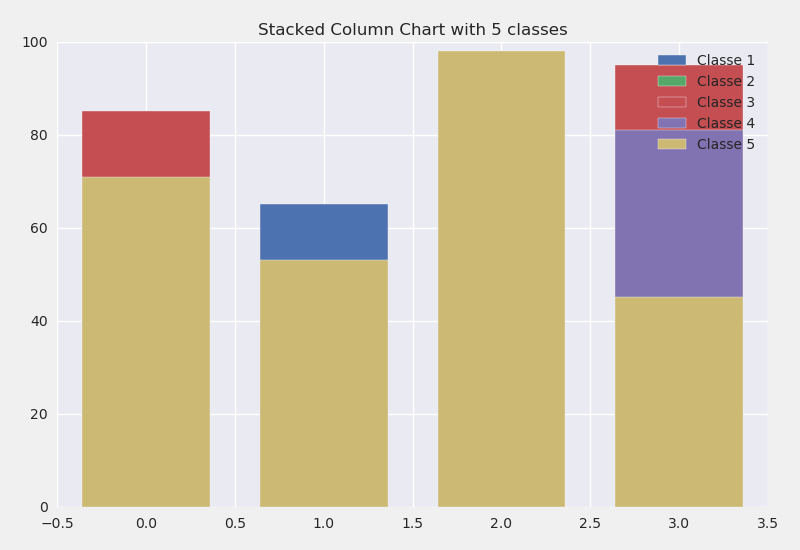 Stacked Column Chart with 5 classes
100
80
60
40
20
0
Classe 1
Classe 2
Classe 3
Classe 4
Classe 5
−0.5 0.0 0.5 1.0 1.5 2.0 2.5 3.0 3.5